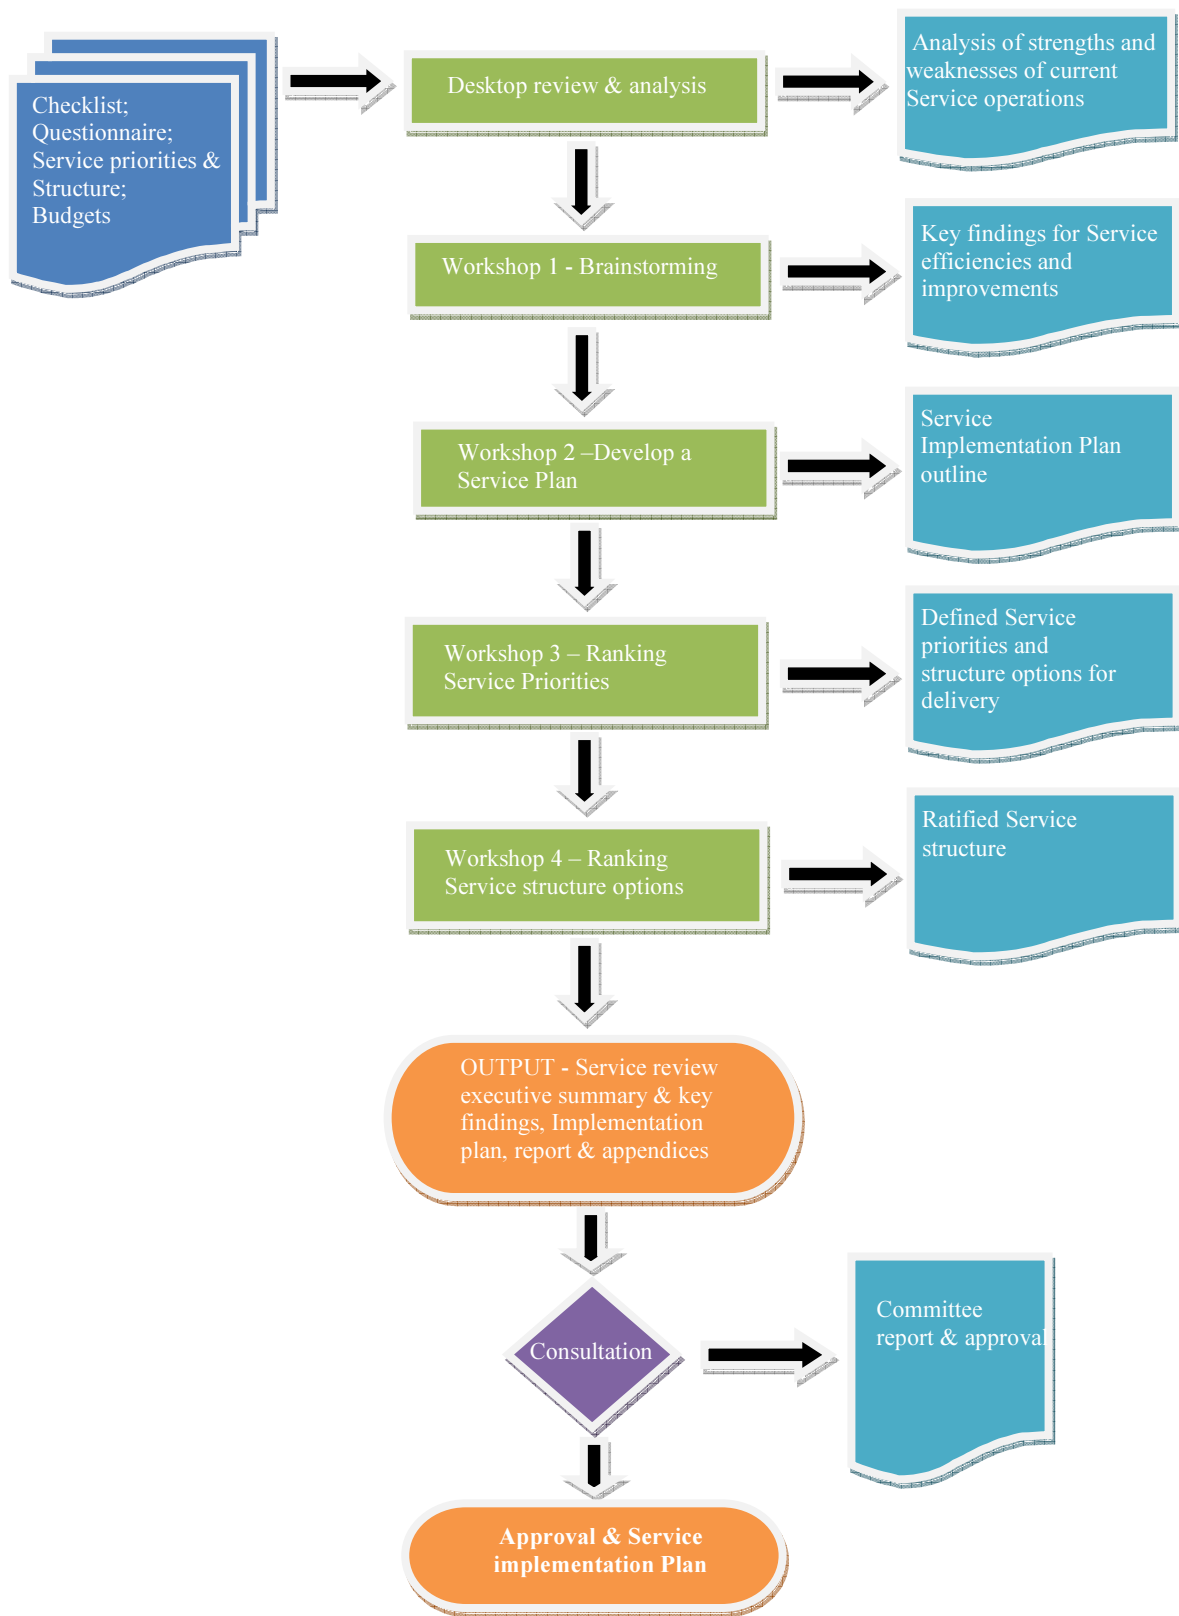 Checklist;
Questionnaire;
Service priorities &
Structure;
Budgets
Desktop review & analysis
Analysis of strengths and
weaknesses of current
Service operations
Workshop 1 - Brainstorming
Key findings for Service
efficiencies and
improvements
Workshop 2 –Develop a
Service Plan
Service
Implementation Plan
outline
Workshop 3 – Ranking
Service Priorities
Defined Service
priorities and
structure options for
delivery
Workshop 4 – Ranking
Service structure options
Ratified Service
structure
OUTPUT - Service review
executive summary & key
findings, Implementation
plan, report & appendices
Consultation
Committee
report & approval
Approval & Service
implementation Plan